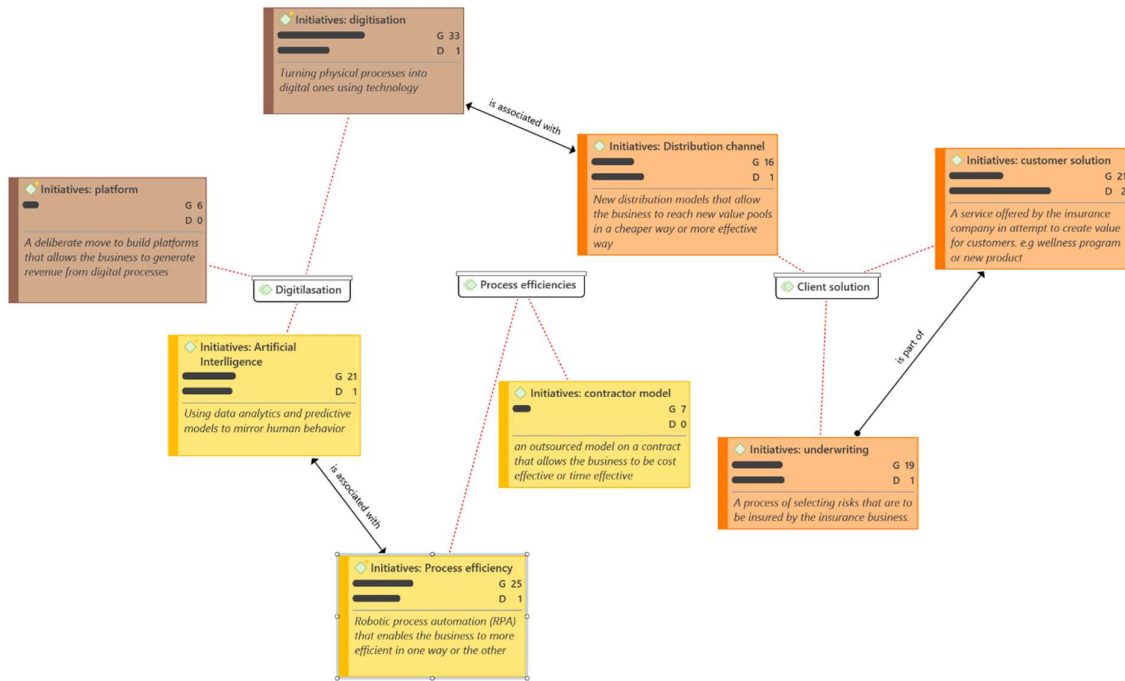 Initiatives: digitisation
G 33
D 1
Turning physical processes into
digital ones using technology
is associated with
Initiatives: Distribution channel
G 16
D 1
New distribution models that allow
the business to reach new value pools
in a cheaper way or more effective
way
Initiatives: customer solution
G 21
D 2
A service offered by the insurance
company in attempt to create value
for customers. e.g wellness program
or new product
Initiatives: platform
G 6
D 0
A deliberate move to build platforms
that allows the business to generate
revenue from digital processes
Digitilasation
Process efficiencies
Client solution
is part of
Initiatives: Artificial
Interlligence
G 21
D 1
Using data analytics and predictive
models to mirror human behavior
Initiatives: contractor model
G 7
D 0
an outsourced model on a contract
that allows the business to be cost
effective or time effective
Initiatives: underwriting
G 19
D 1
A process of selecting risks that are to
be insured by the insurance business.
is associated with
Initiatives: Process efficiency
G 25
D 1
Robotic process automation (RPA)
that enables the business to more
efficient in one way or the other